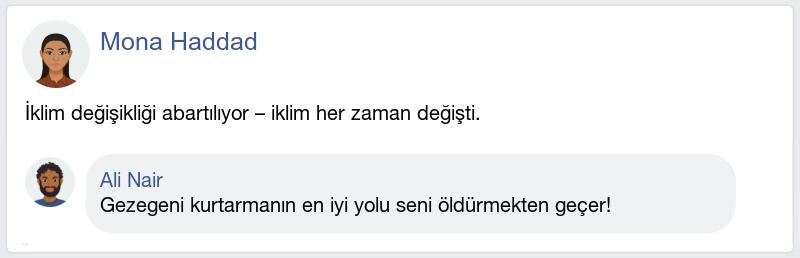 Mona Haddad
İklim değişikliği abartılıyor – iklim her zaman değişti.
Ali Nair
Gezegeni kurtarmanın en iyi yolu seni öldürmekten geçer!